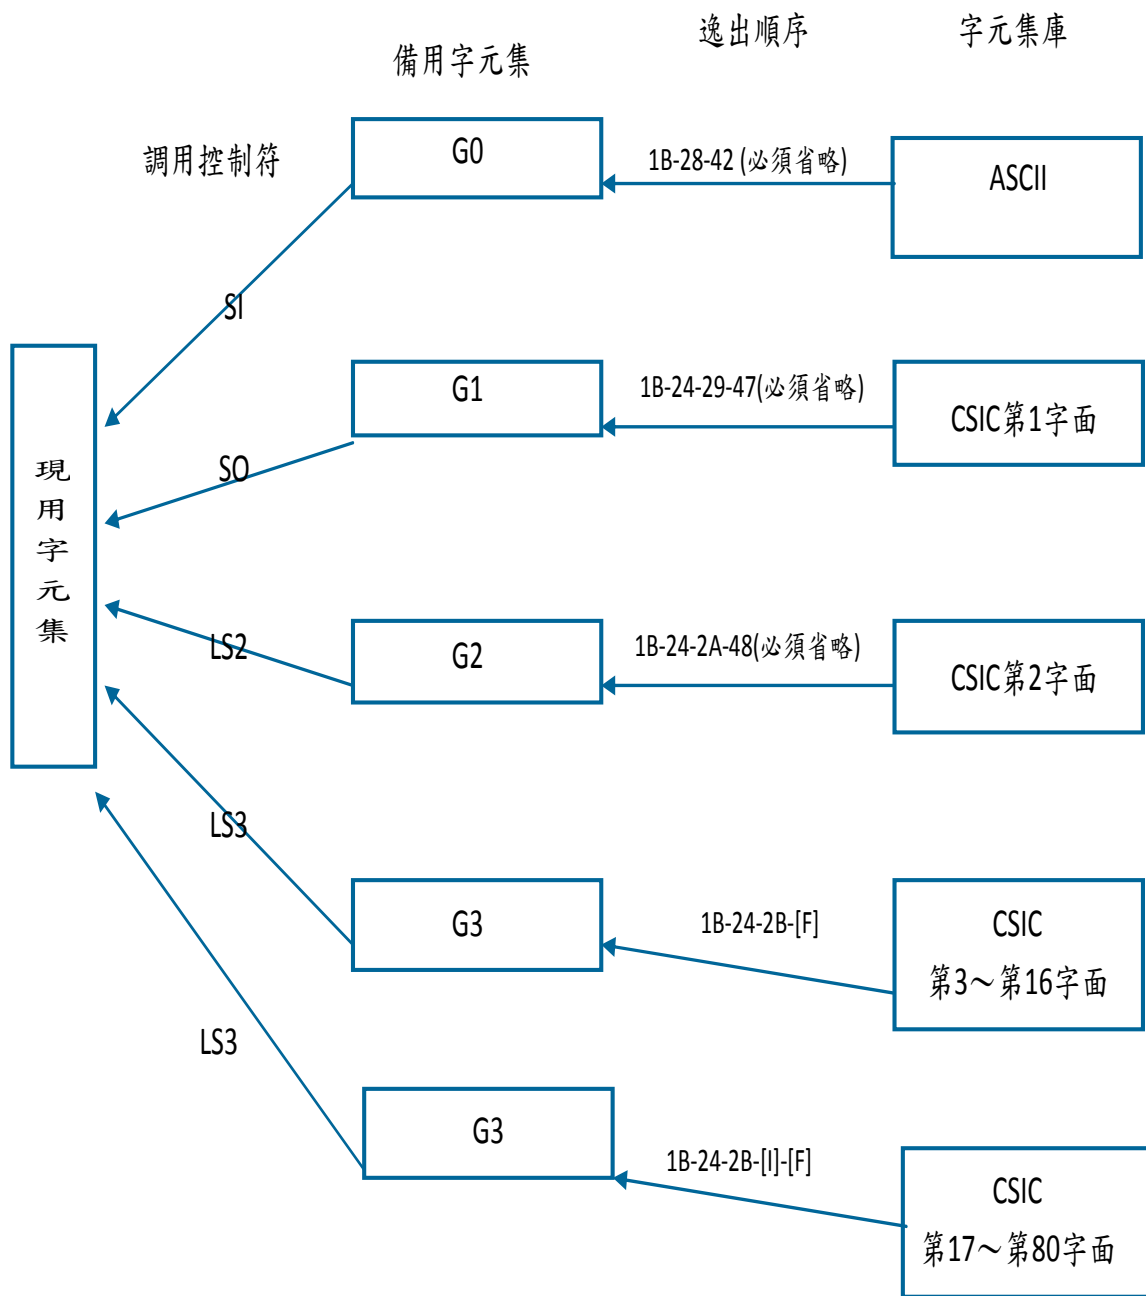 逸出順序
字元集庫
備用字元集
調用控制符
G0
1B-28-42 (必須省略)
ASCII
SI
G1
1B-24-29-47(必須省略)
CSIC第1字面
SO
現用字元集
G2
1B-24-2A-48(必須省略)
CSIC第2字面
LS2
LS3
G3
1B-24-2B-[F]
CSIC
第3～第16字面
LS3
G3
1B-24-2B-[I]-[F]
CSIC
第17～第80字面